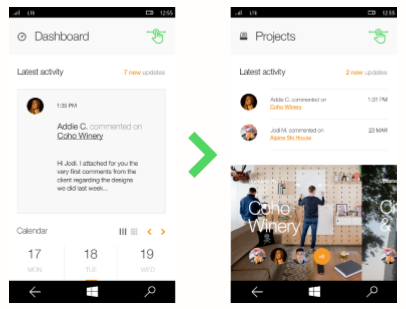 LTE 12:55
Dashboard
Latest activity 7 new updates
1:35 PM
Addie C. commented on
Coho Winery
Hi Jodi. I attached for you the
very first comments from the
client regarding the designs
we did last week...
Calendar
17 18 19
MON TUE WED
LTE 12:55
Projects
Latest activity 2 new updates
Addie C. commented on 1:31 PM
Coho Winery
Jodi M. commented on 23 MAR
Alpine Ski House
Coho
Winery
&